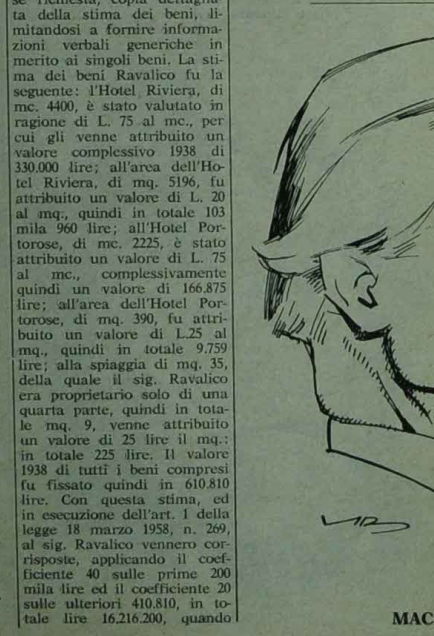 se richiesta, copia dettaglia-
ta della stima dei beni, li-
mitandosi a fornire informa-
zioni verbali generiche in
merito ai singoli beni. La sti-
ma dei beni Ravalico fu la
seguente: l'Hotel Riviera, di
mc. 4400, è stato valutato in
ragione di L. 75 al mc., per
cui gli venne attribuito un
valore complessivo 1938 di
330.000 lire; all'area dell'Ho-
tel Riviera, di mq. 5196, fu
attribuito un valore di L. 20
al mq., quindi in totale 103
mila 960 lire; all'Hotel Por-
torose, di mc. 2225, è stato
attribuito un valore di L. 75
al mc., complessivamente
quindi un valore di 166.875
lire; all'area dell'Hotel Por-
torose, di mq. 390, fu attri-
buito un valore di L.25 al
mq., quindi in totale 9.759
lire; alla spiaggia di mq. 35,
della quale il sig. Ravalico
era proprietario solo di una
quarta parte, quindi in tota-
le mq. 9, venne attribuito
un valore di 25 lire il mq.:
in totale 225 lire. Il valore
1938 di tutti i beni compresi
fu fissato quindi in 610.810
lire. Con questa stima, ed
in esecuzione dell'art. 1 della
legge 18 marzo 1958, n. 269,
al sig. Ravalico vennero cor-
risposte, applicando il coef-
ficiente 40 sulle prime 200
mila lire ed il coefficiente 20
sulle ulteriori 410.810, in to-
tale lire 16.216.200, quando
MAC